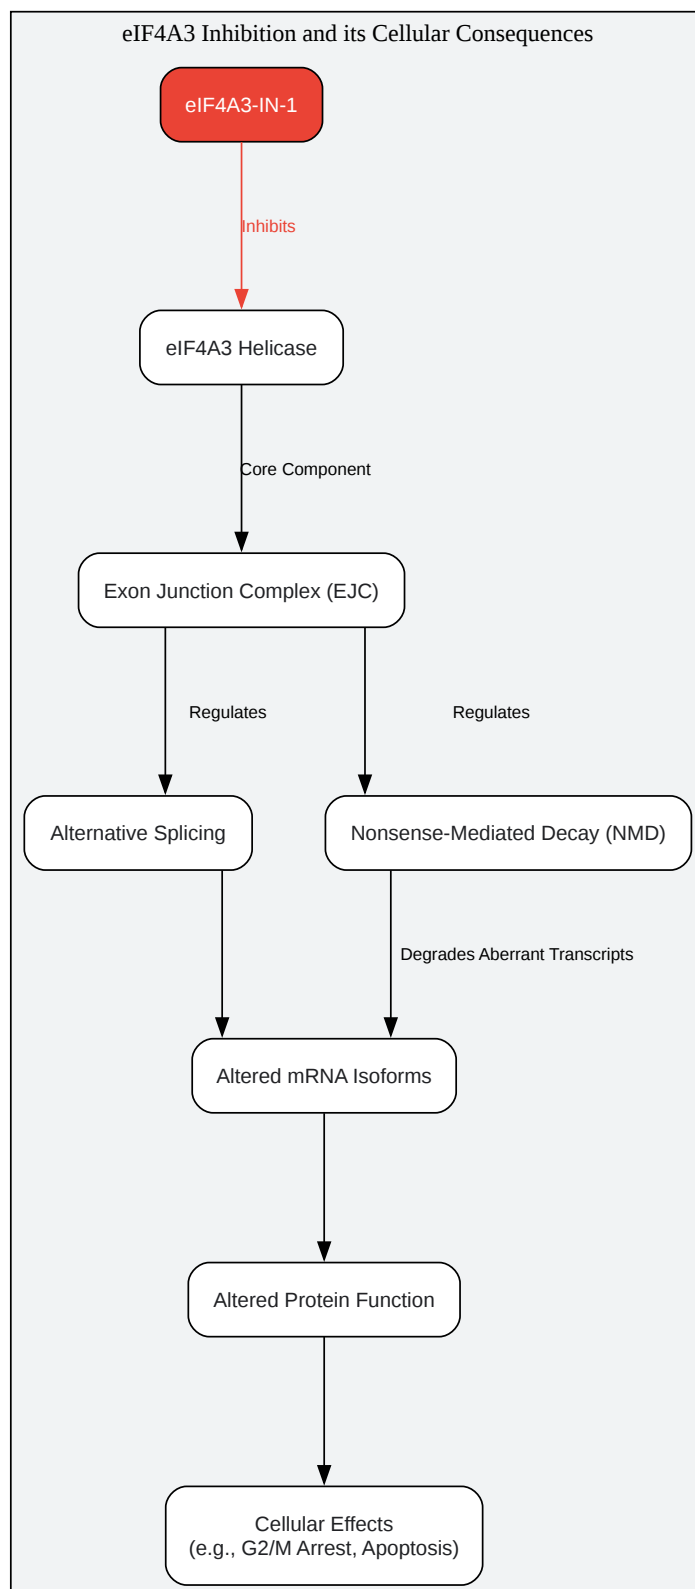 eIF4A3 Inhibition and its Cellular Consequences
eIF4A3-IN-1
Inhibits
eIF4A3 Helicase
Core Component
Exon Junction Complex (EJC)
Regulates
Regulates
Alternative Splicing
Nonsense-Mediated Decay (NMD)
Degrades Aberrant Transcripts
Altered mRNA Isoforms
Altered Protein Function
Cellular Effects
(e.g., G2/M Arrest, Apoptosis)